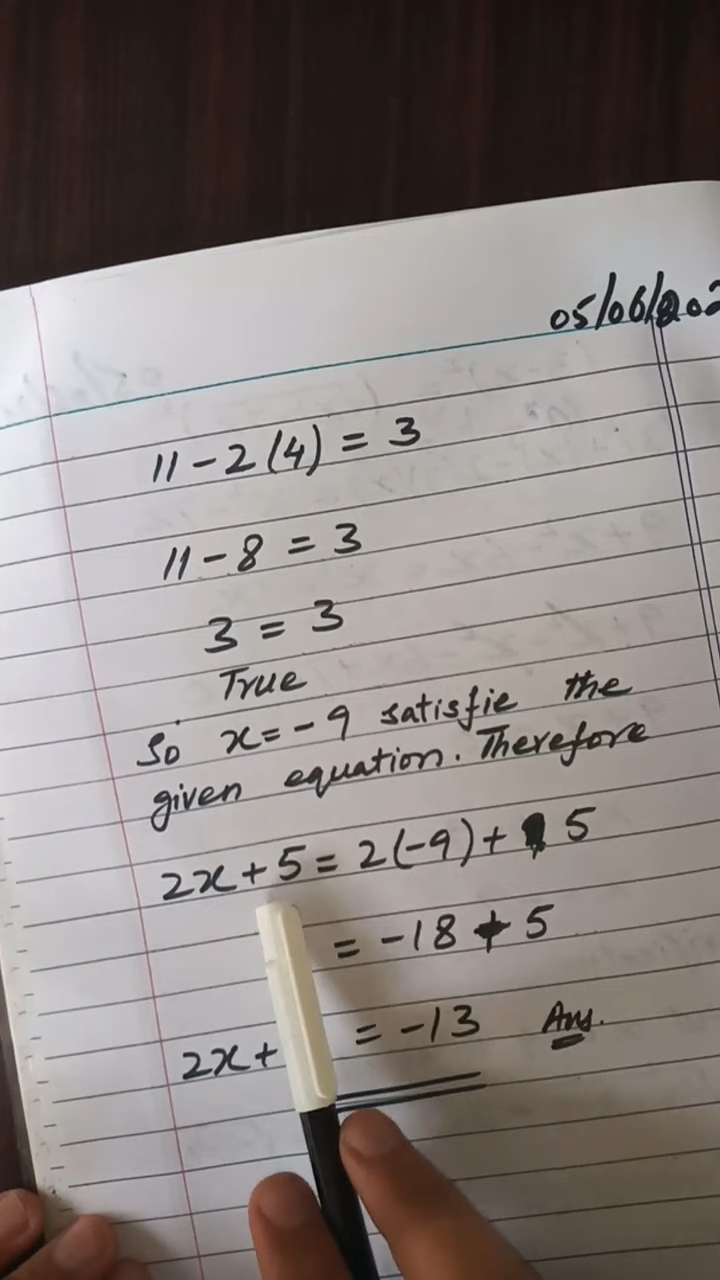 05/06/202
11 - 2 (4) = 3
11 - 8 = 3
3 = 3
True
So x = - 9 satisfie the
given equation. Therefore
2x + 5 = 2(-9) + 5
= -18 + 5
2x + = -13 Ans.